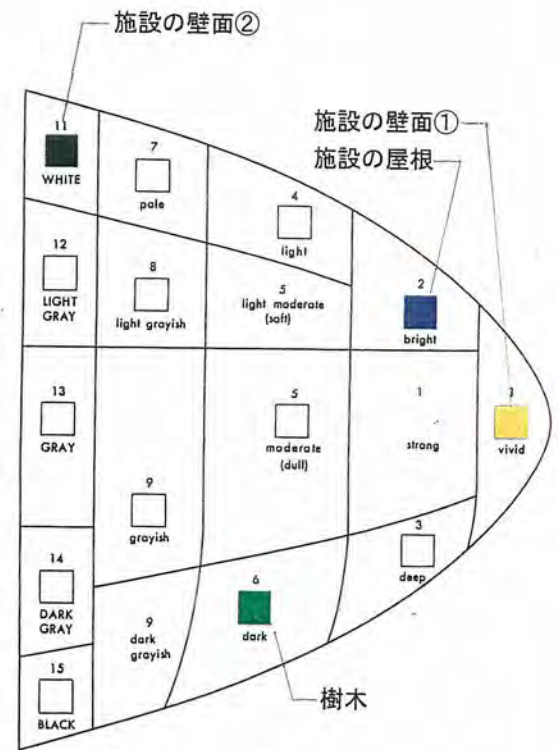 施設の壁面②
施設の壁面①
施設の屋根
11
WHITE
7
pale
4
light
12
LIGHT
GRAY
8
light grayish
5
light moderate
(soft)
2
bright
13
GRAY
5
moderate
(dull)
1
strong
1
vivid
9
grayish
3
deep
14
DARK
GRAY
9
dark
grayish
6
dark
15
BLACK
樹木